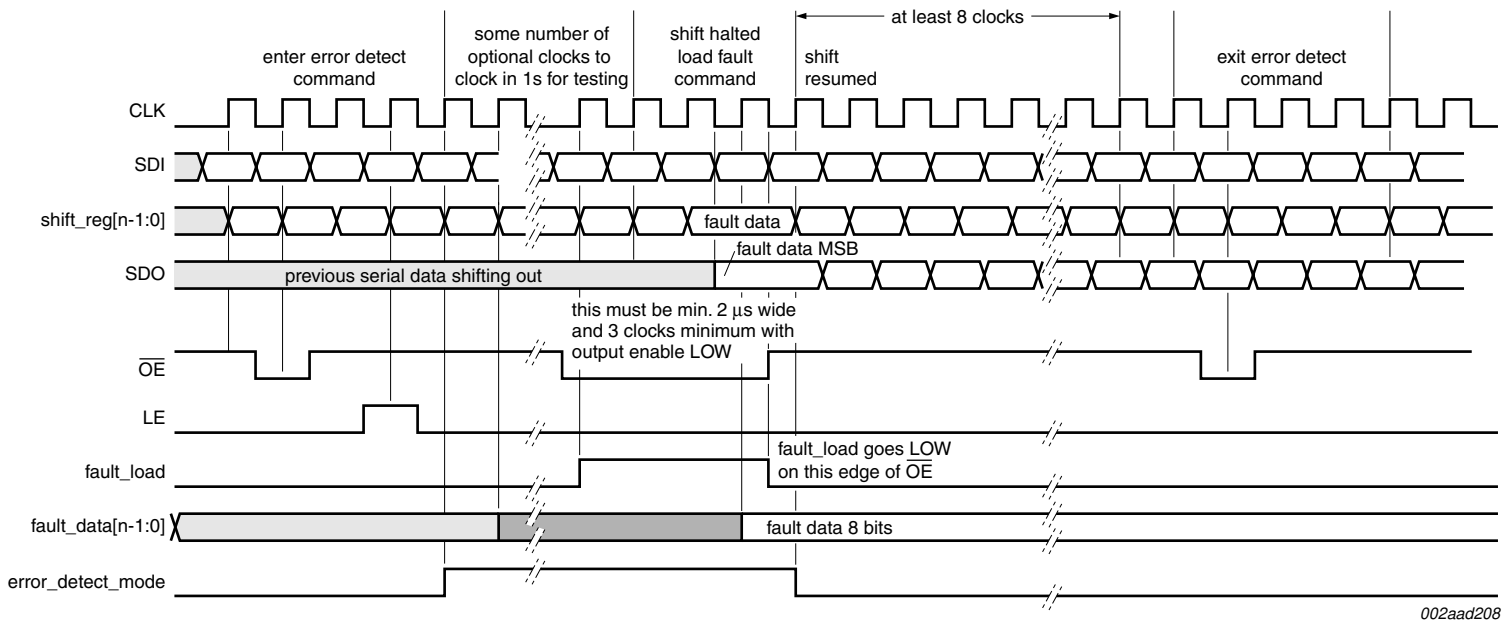 at least 8 clocks
enter error detect
command
some number of
optional clocks to
clock in 1s for testing
shift halted
load fault
command
shift
resumed
exit error detect
command
CLK
SDI
shift_reg[n-1:0]
fault data
fault data MSB
SDO
previous serial data shifting out
this must be min. 2 μs wide
and 3 clocks minimum with
output enable LOW
OE
LE
fault_load
fault_load goes LOW
on this edge of OE
fault_data[n-1:0]
fault data 8 bits
error_detect_mode
002aad208